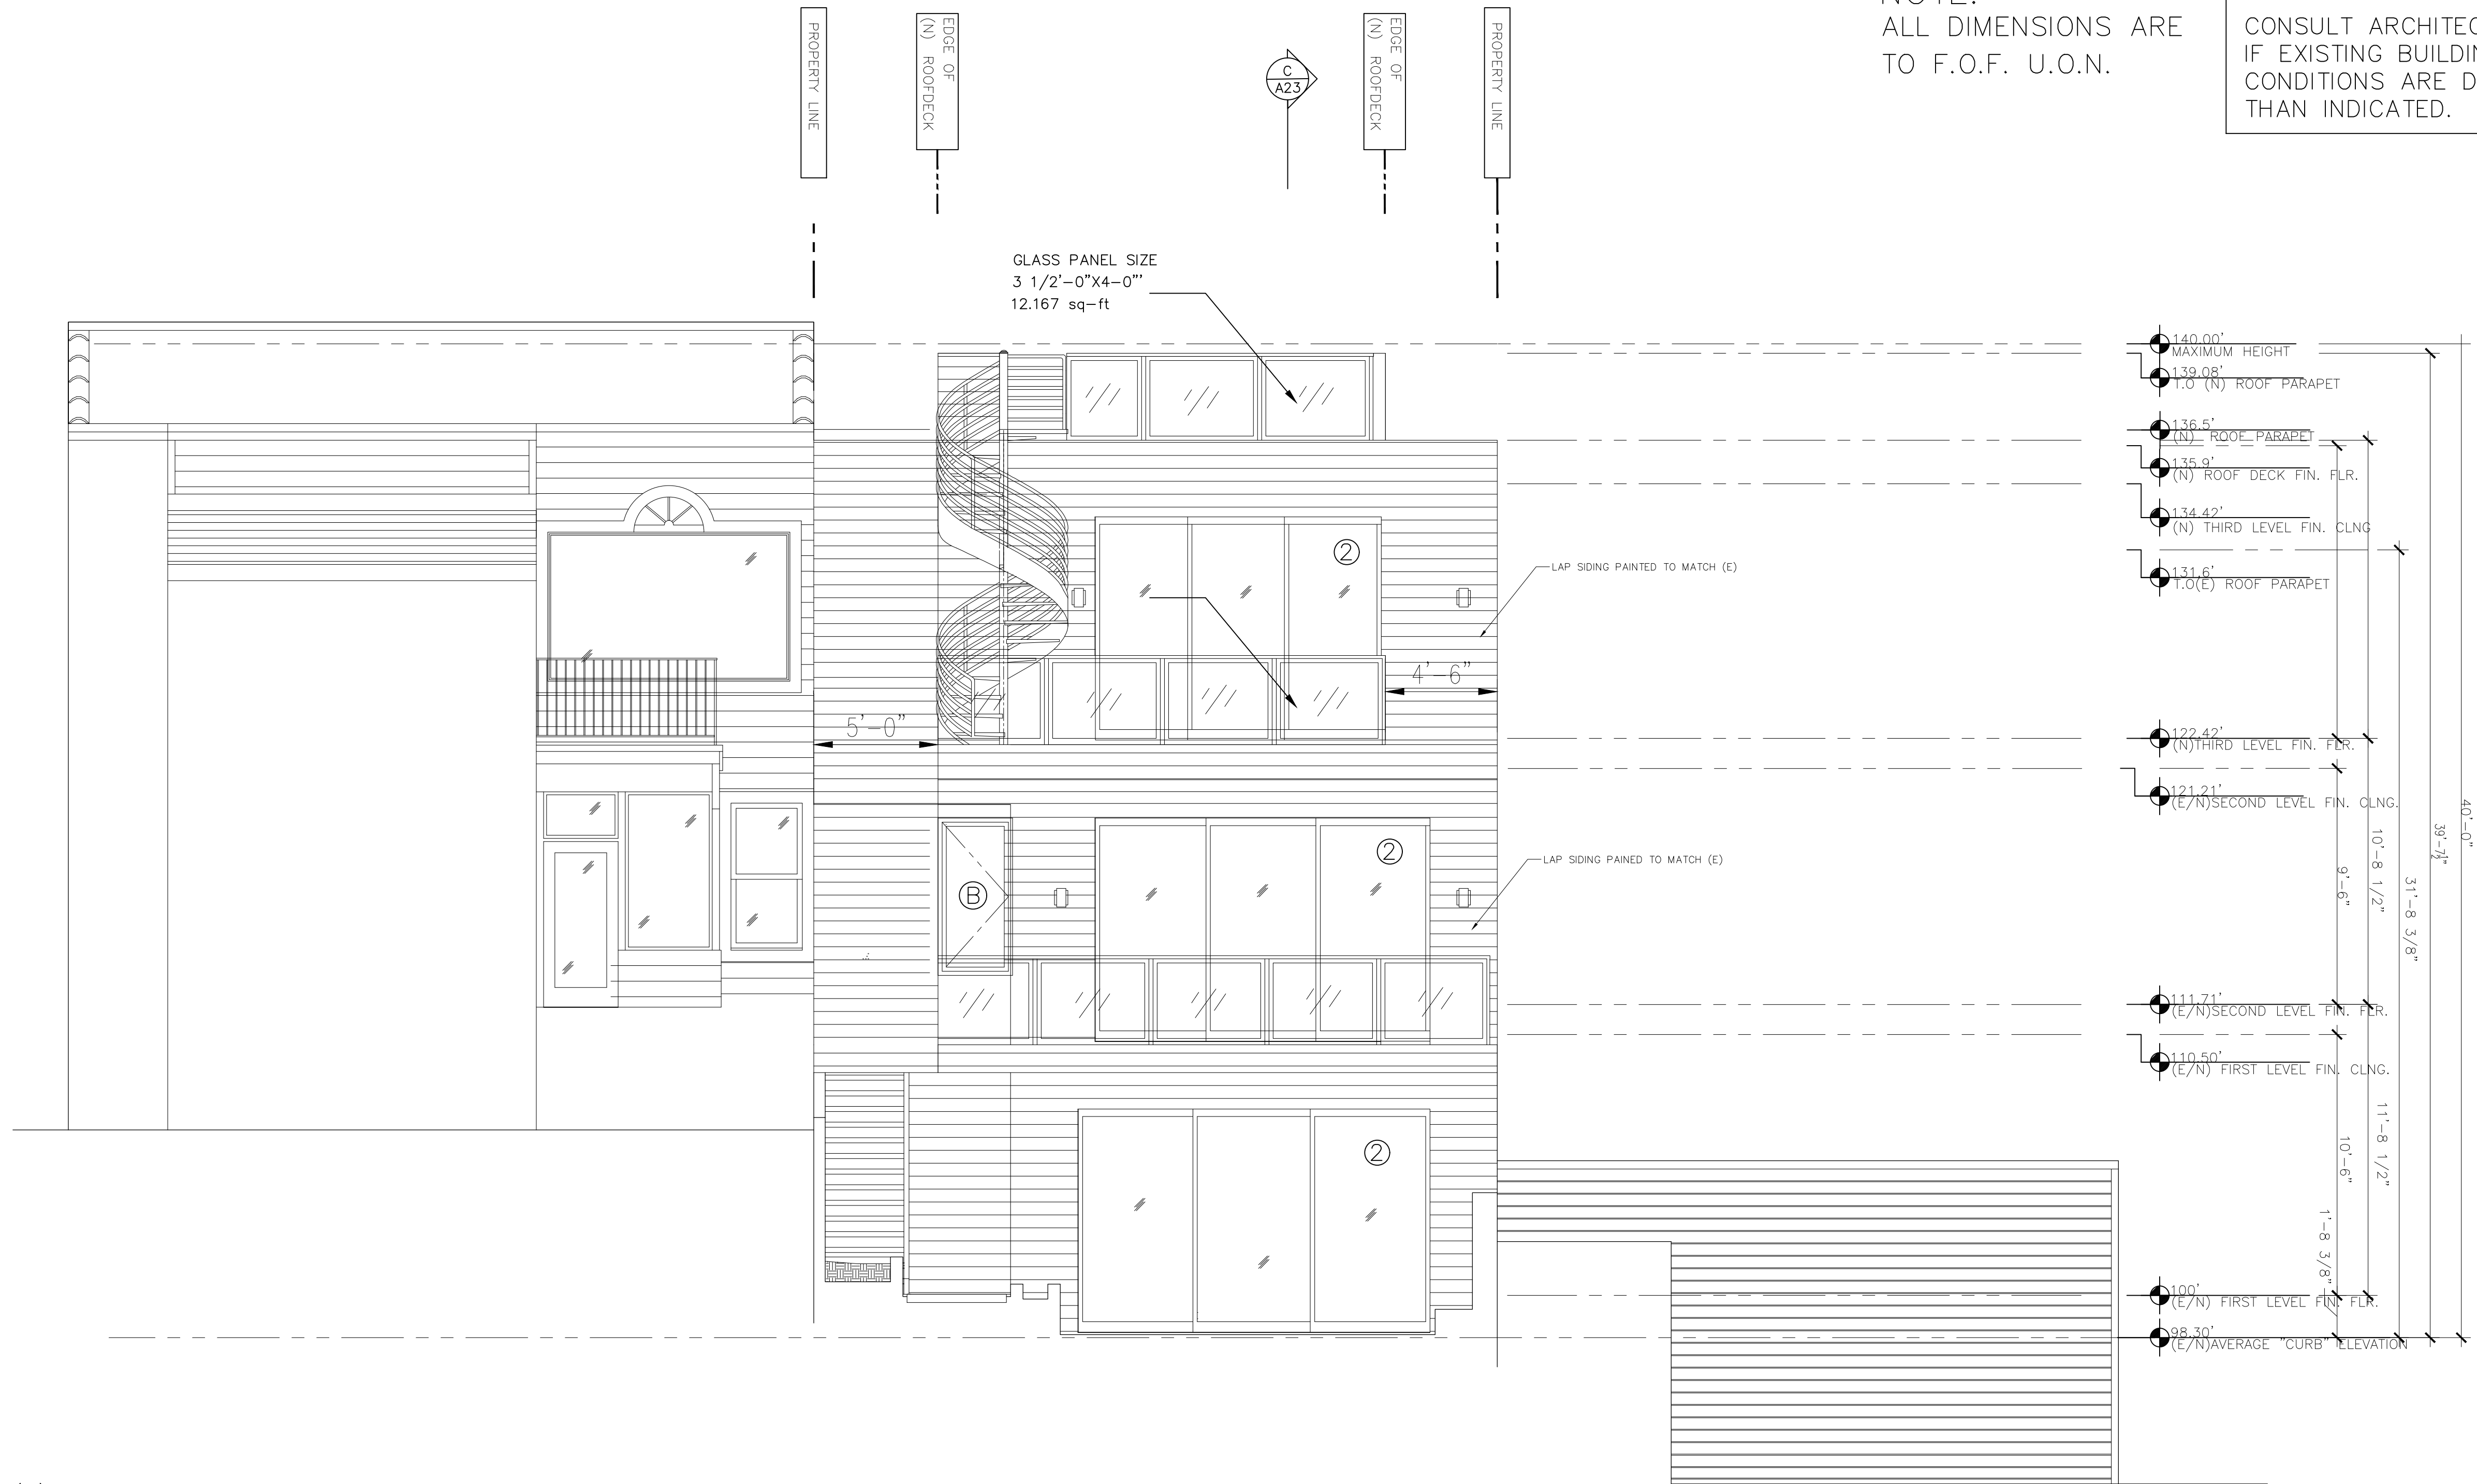 PROPERTY LINE
EDGE OF
(N) ROOFDECK
C
A23
EDGE OF
(N) ROOFDECK
PROPERTY LINE
NOTE:
ALL DIMENSIONS ARE
TO F.O.F. U.O.N.
CONSULT ARCHITEC
IF EXISTING BUILDIN
CONDITIONS ARE D
THAN INDICATED.
GLASS PANEL SIZE
3 1/2'-0"X4-0"'
12.167 sq-ft
140.00'
MAXIMUM HEIGHT
139.08'
T.O (N) ROOF PARAPET
136.5'
(N) ROOF PARAPET
135.9'
(N) ROOF DECK FIN. FLR.
134.42'
(N) THIRD LEVEL FIN. CLNG
131.6'
T.O(E) ROOF PARAPET
2
LAP SIDING PAINTED TO MATCH (E)
4'-6"
5'-0"
122.42'
(N)THIRD LEVEL FIN. FLR.
121.21'
(E/N)SECOND LEVEL FIN. CLNG.
2
LAP SIDING PAINED TO MATCH (E)
B
9'-6"
10'-8 1/2"
31'-8 3/8"
39'-7½"
40'-0"
111.71'
(E/N)SECOND LEVEL FIN. FLR.
110.50'
(E/N) FIRST LEVEL FIN. CLNG.
2
10'-6"
11'-8 1/2"
1'-8 3/8"
100'
(E/N) FIRST LEVEL FIN. FLR.
98.30'
(E/N)AVERAGE "CURB" ELEVATION